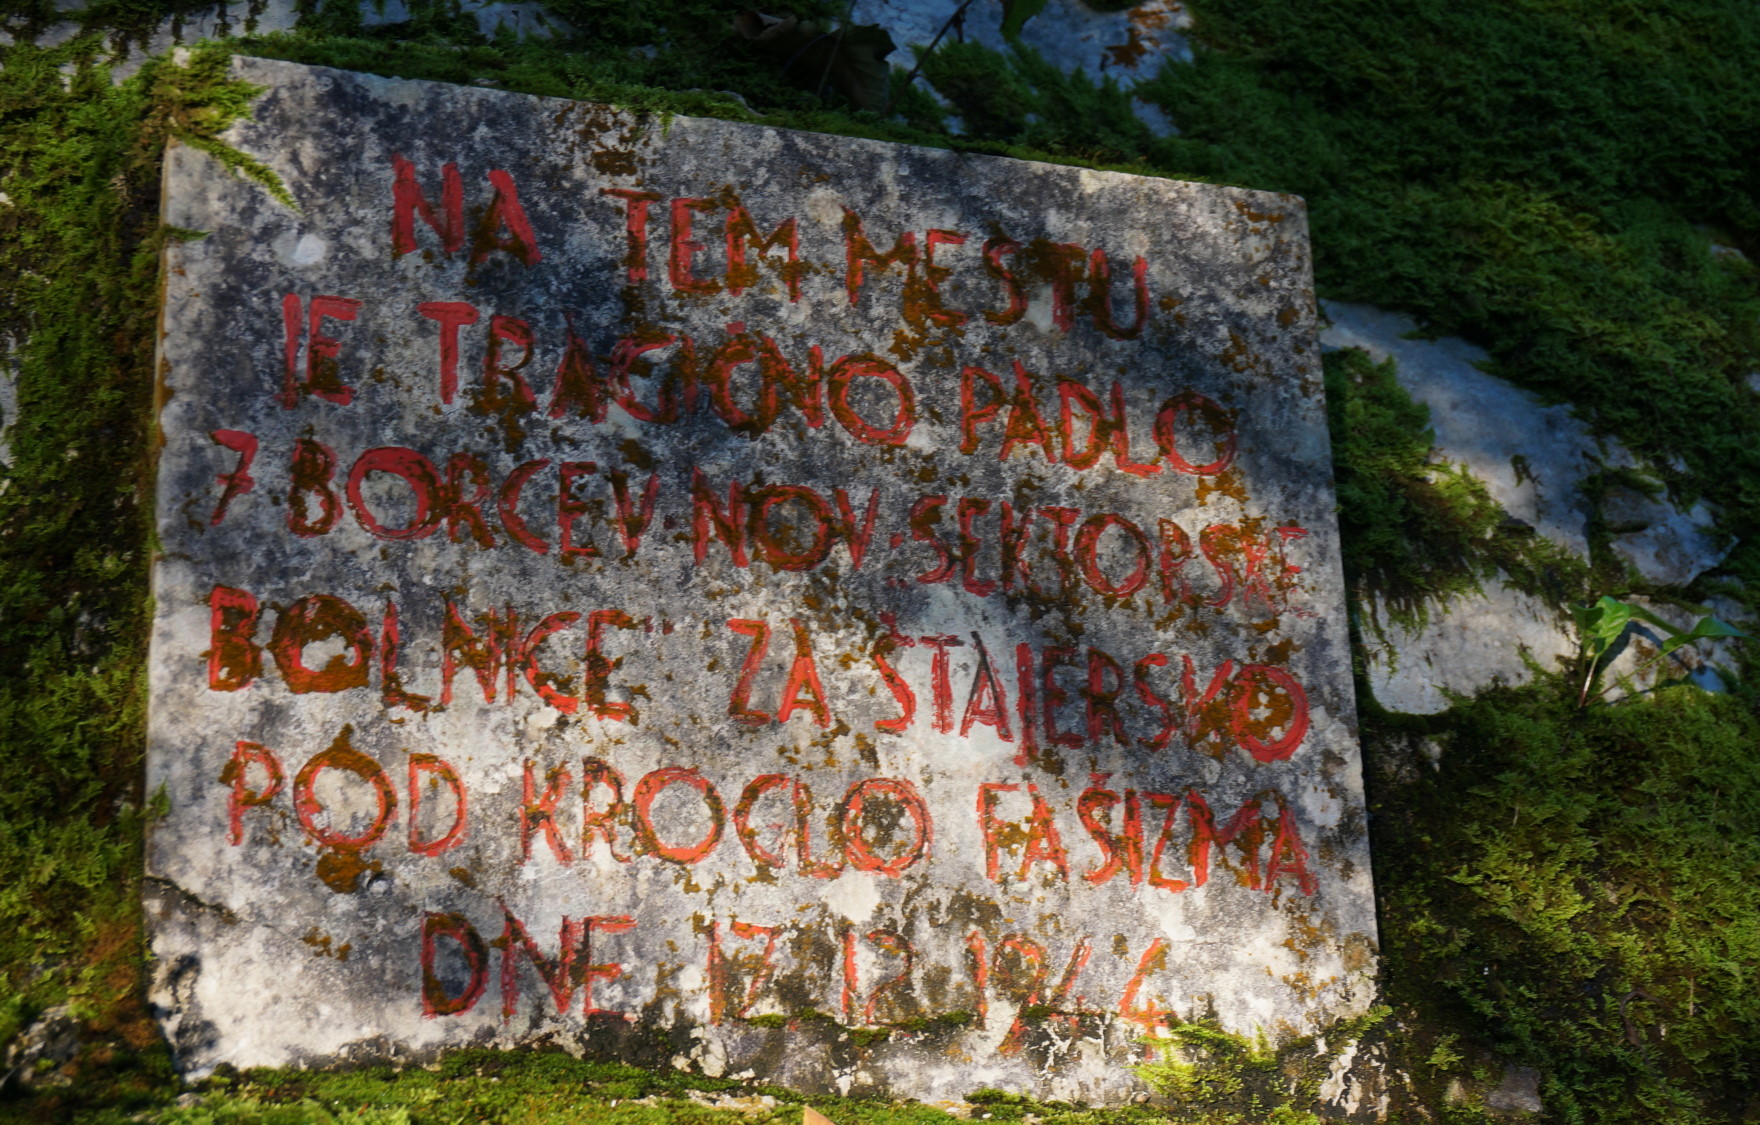 NA TEM MESTU
JE TRAGIČNO PADLO
7 BORCEV NOV SEKTORSKE
BOLNICE ZA ŠTAJERSKO
POD KROGLO FAŠIZMA
DNE 17 12 1944